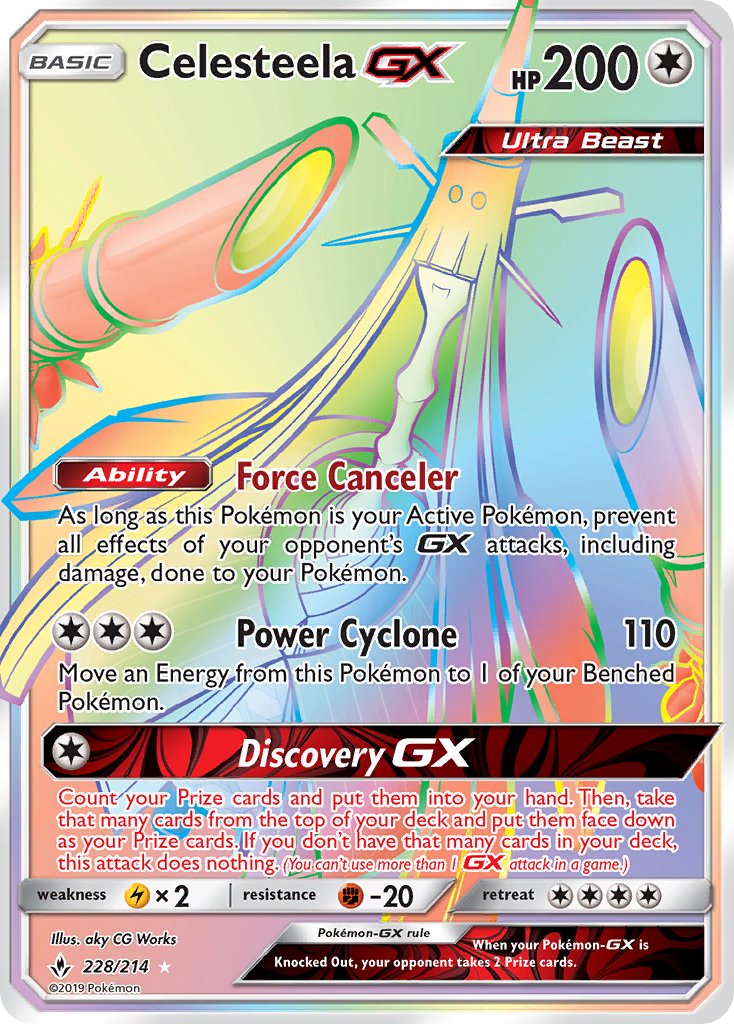 BASIC Celesteela GX HP 200
Ultra Beast
Ability Force Canceler
As long as this Pokémon is your Active Pokémon, prevent
all effects of your opponent's GX attacks, including
damage, done to your Pokémon.
Power Cyclone 110
Move an Energy from this Pokémon to 1 of your Benched
Pokémon.
Discovery GX
Count your Prize cards and put them into your hand. Then, take
that many cards from the top of your deck and put them face down
as your Prize cards. If you don't have that many cards in your deck,
this attack does nothing. (You can't use more than 1 GX attack in a game.)
weakness × 2 resistance -20 retreat
Illus. aky CG Works
228/214
©2019 Pokémon
Pokémon-GX rule
When your Pokémon-GX is
Knocked Out, your opponent takes 2 Prize cards.